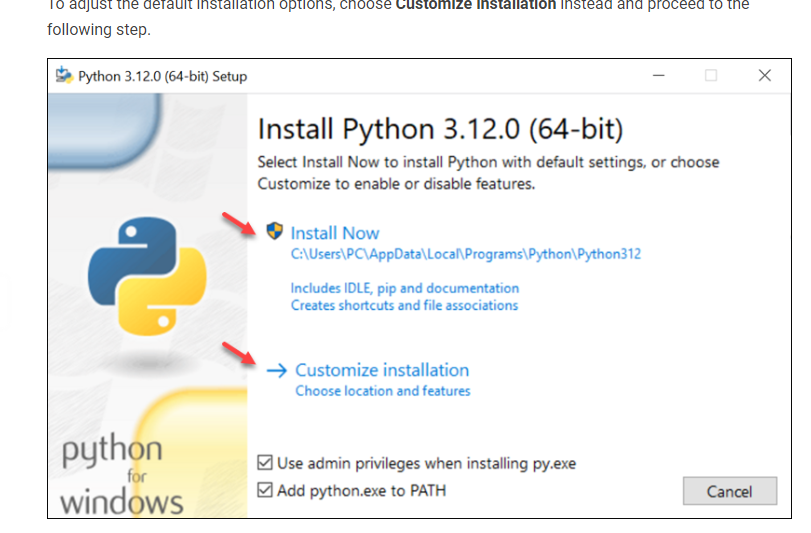 To adjust the default installation options, choose Customize Installation instead and proceed to the
following step.
Python 3.12.0 (64-bit) Setup
Install Python 3.12.0 (64-bit)
Select Install Now to install Python with default settings, or choose
Customize to enable or disable features.
Install Now
C:\Users\PC\AppData\Local\Programs\Python\Python312
Includes IDLE, pip and documentation
Creates shortcuts and file associations
Customize installation
Choose location and features
python
for
windows
Use admin privileges when installing py.exe
Add python.exe to PATH
Cancel